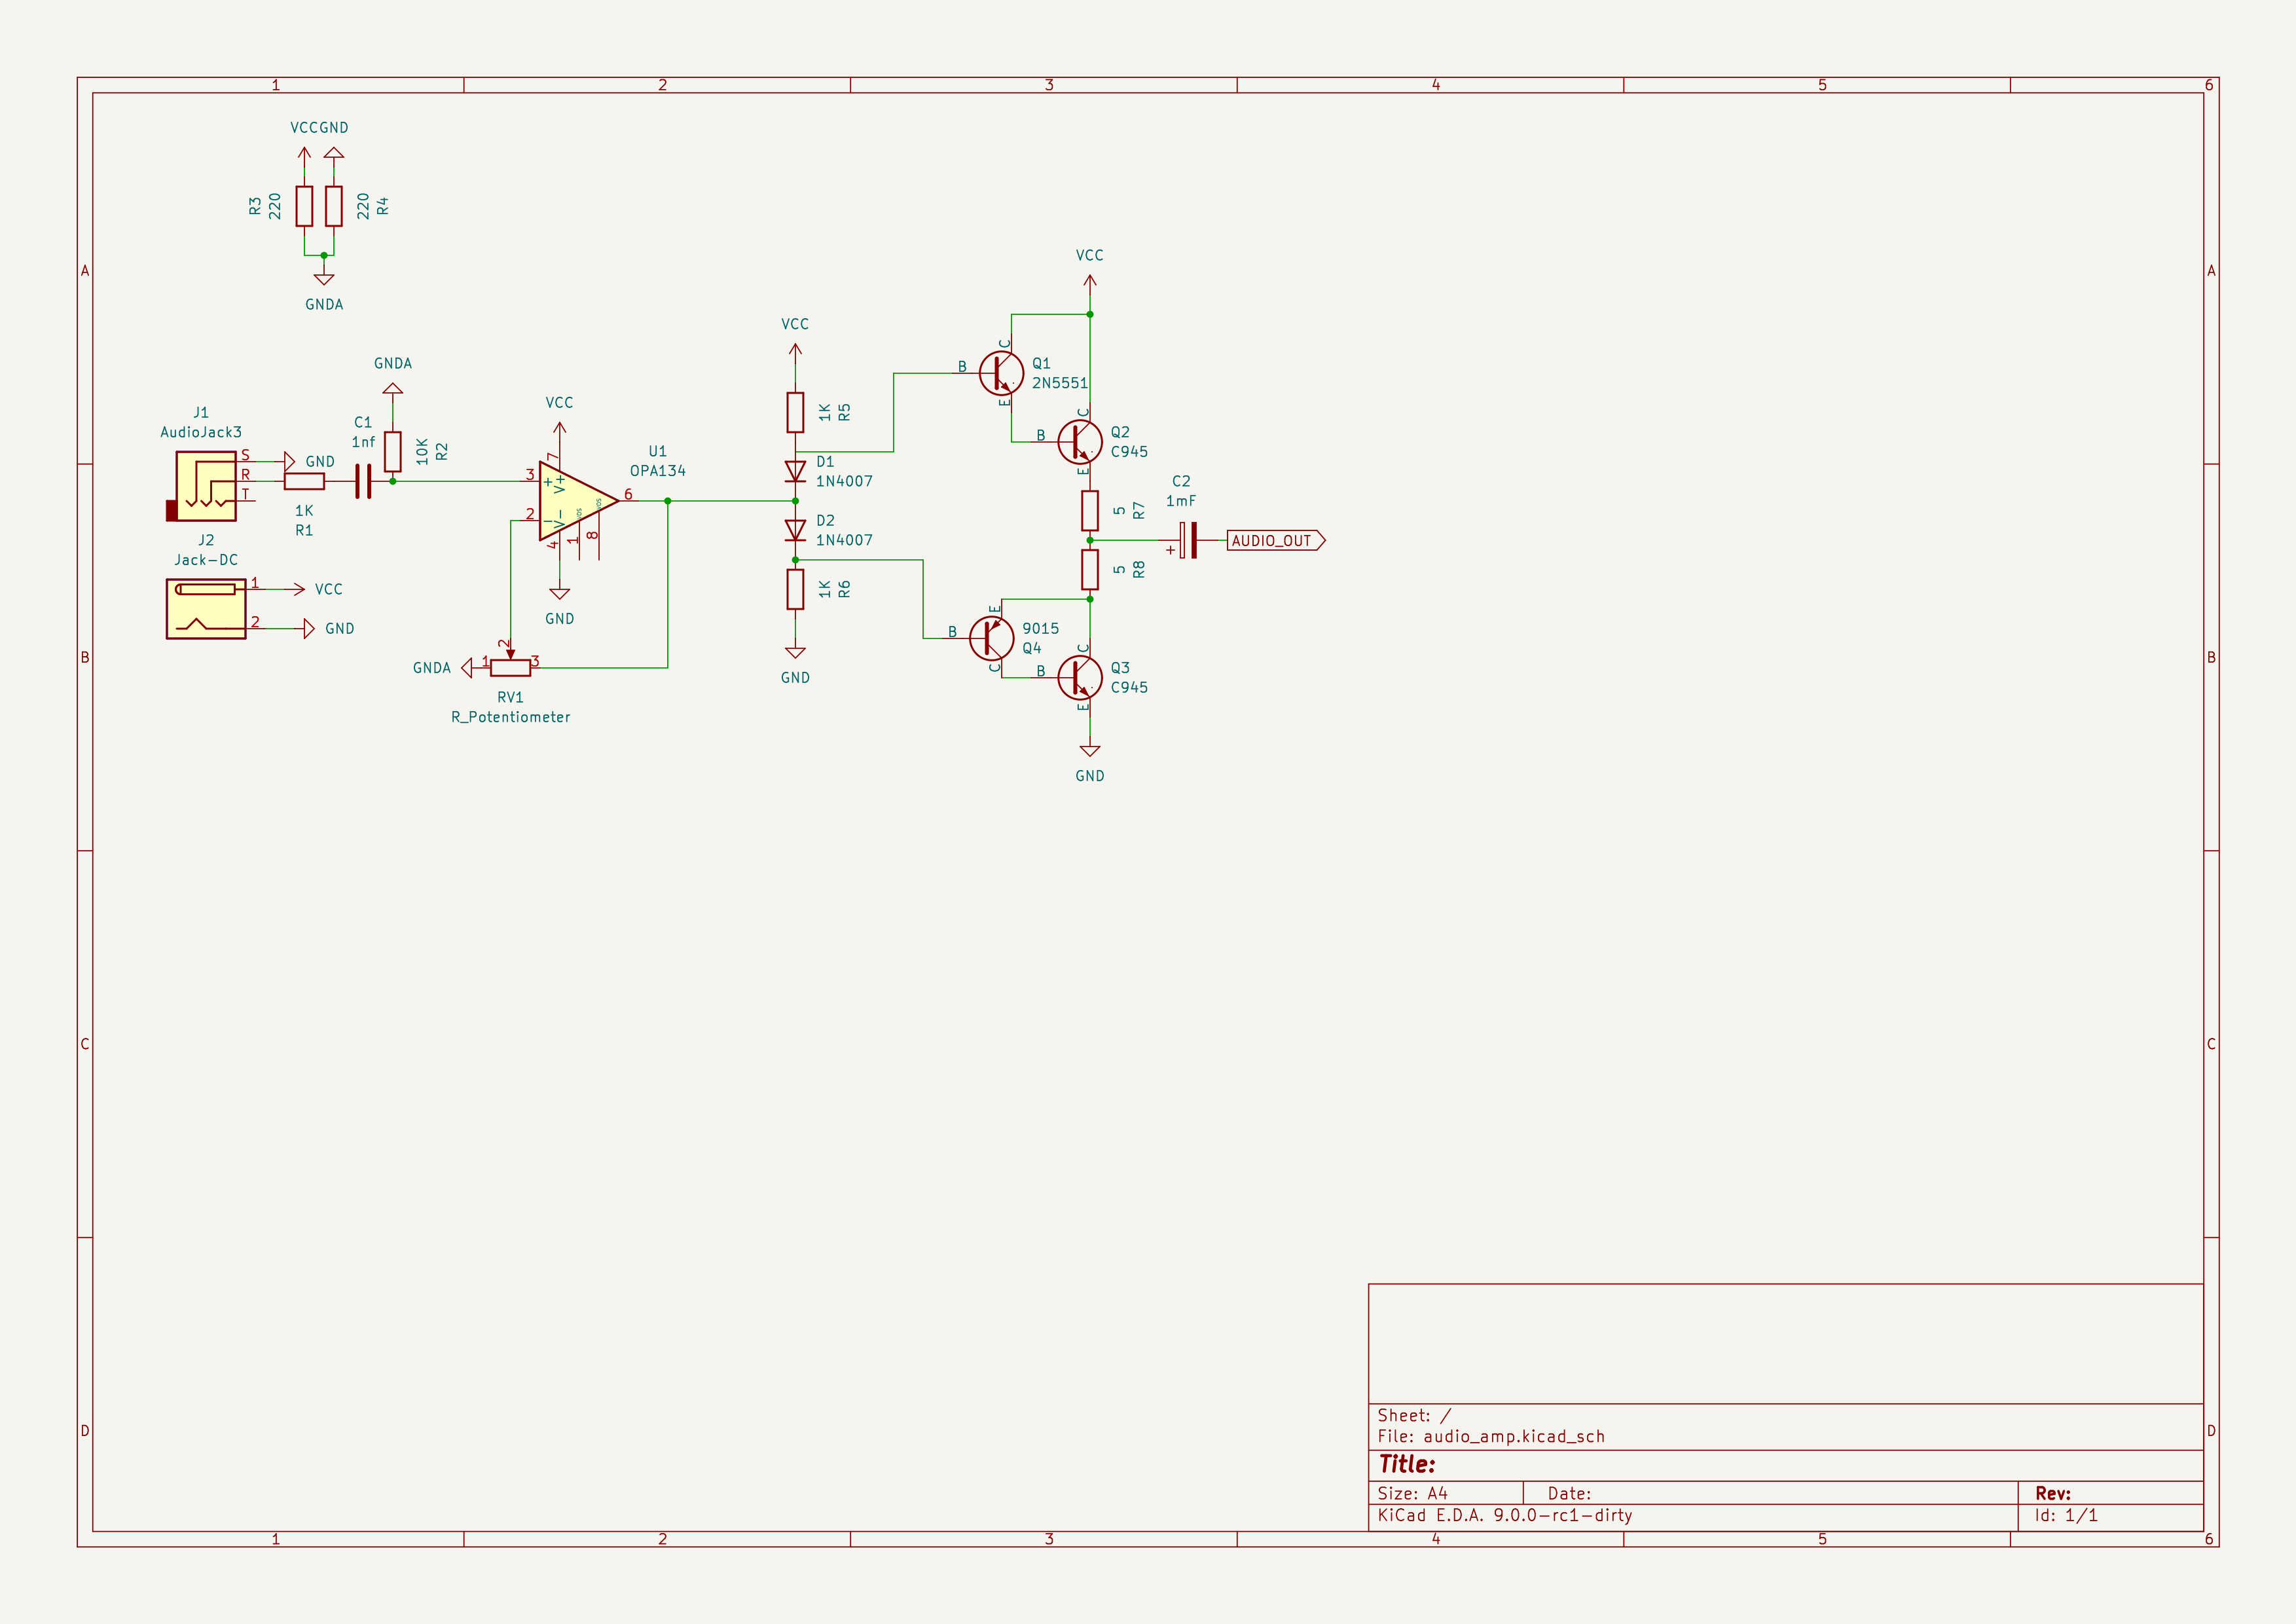 1 2 3 4 5 6
VCC GND
R3 220 220 R4
A A
GNDA
VCC
VCC
GNDA
C
B Q1
2N5551
E
VCC
J1
AudioJack3
C1
1nf
10K R2
1K R5
C
B Q2
C945
E
U1
OPA134
S GND
R
T
1K
R1
3 + 7 V+
2 - V- 4
1 VOS 8 VOS
6
D1
1N4007
D2
1N4007
C2
1mF
5 R7
+ AUDIO_OUT
5 R8
J2
Jack-DC
1 VCC
2 GND
GND
1K R6
GND
E
B 9015
Q4
C
C
B Q3
C945
E
GND
B B
GNDA 1 2 3
RV1
R_Potentiometer
C C
D D
Sheet: /
File: audio_amp.kicad_sch
Title:
Size: A4 Date: Rev:
KiCad E.D.A. 9.0.0-rc1-dirty Id: 1/1
1 2 3 4 5 6